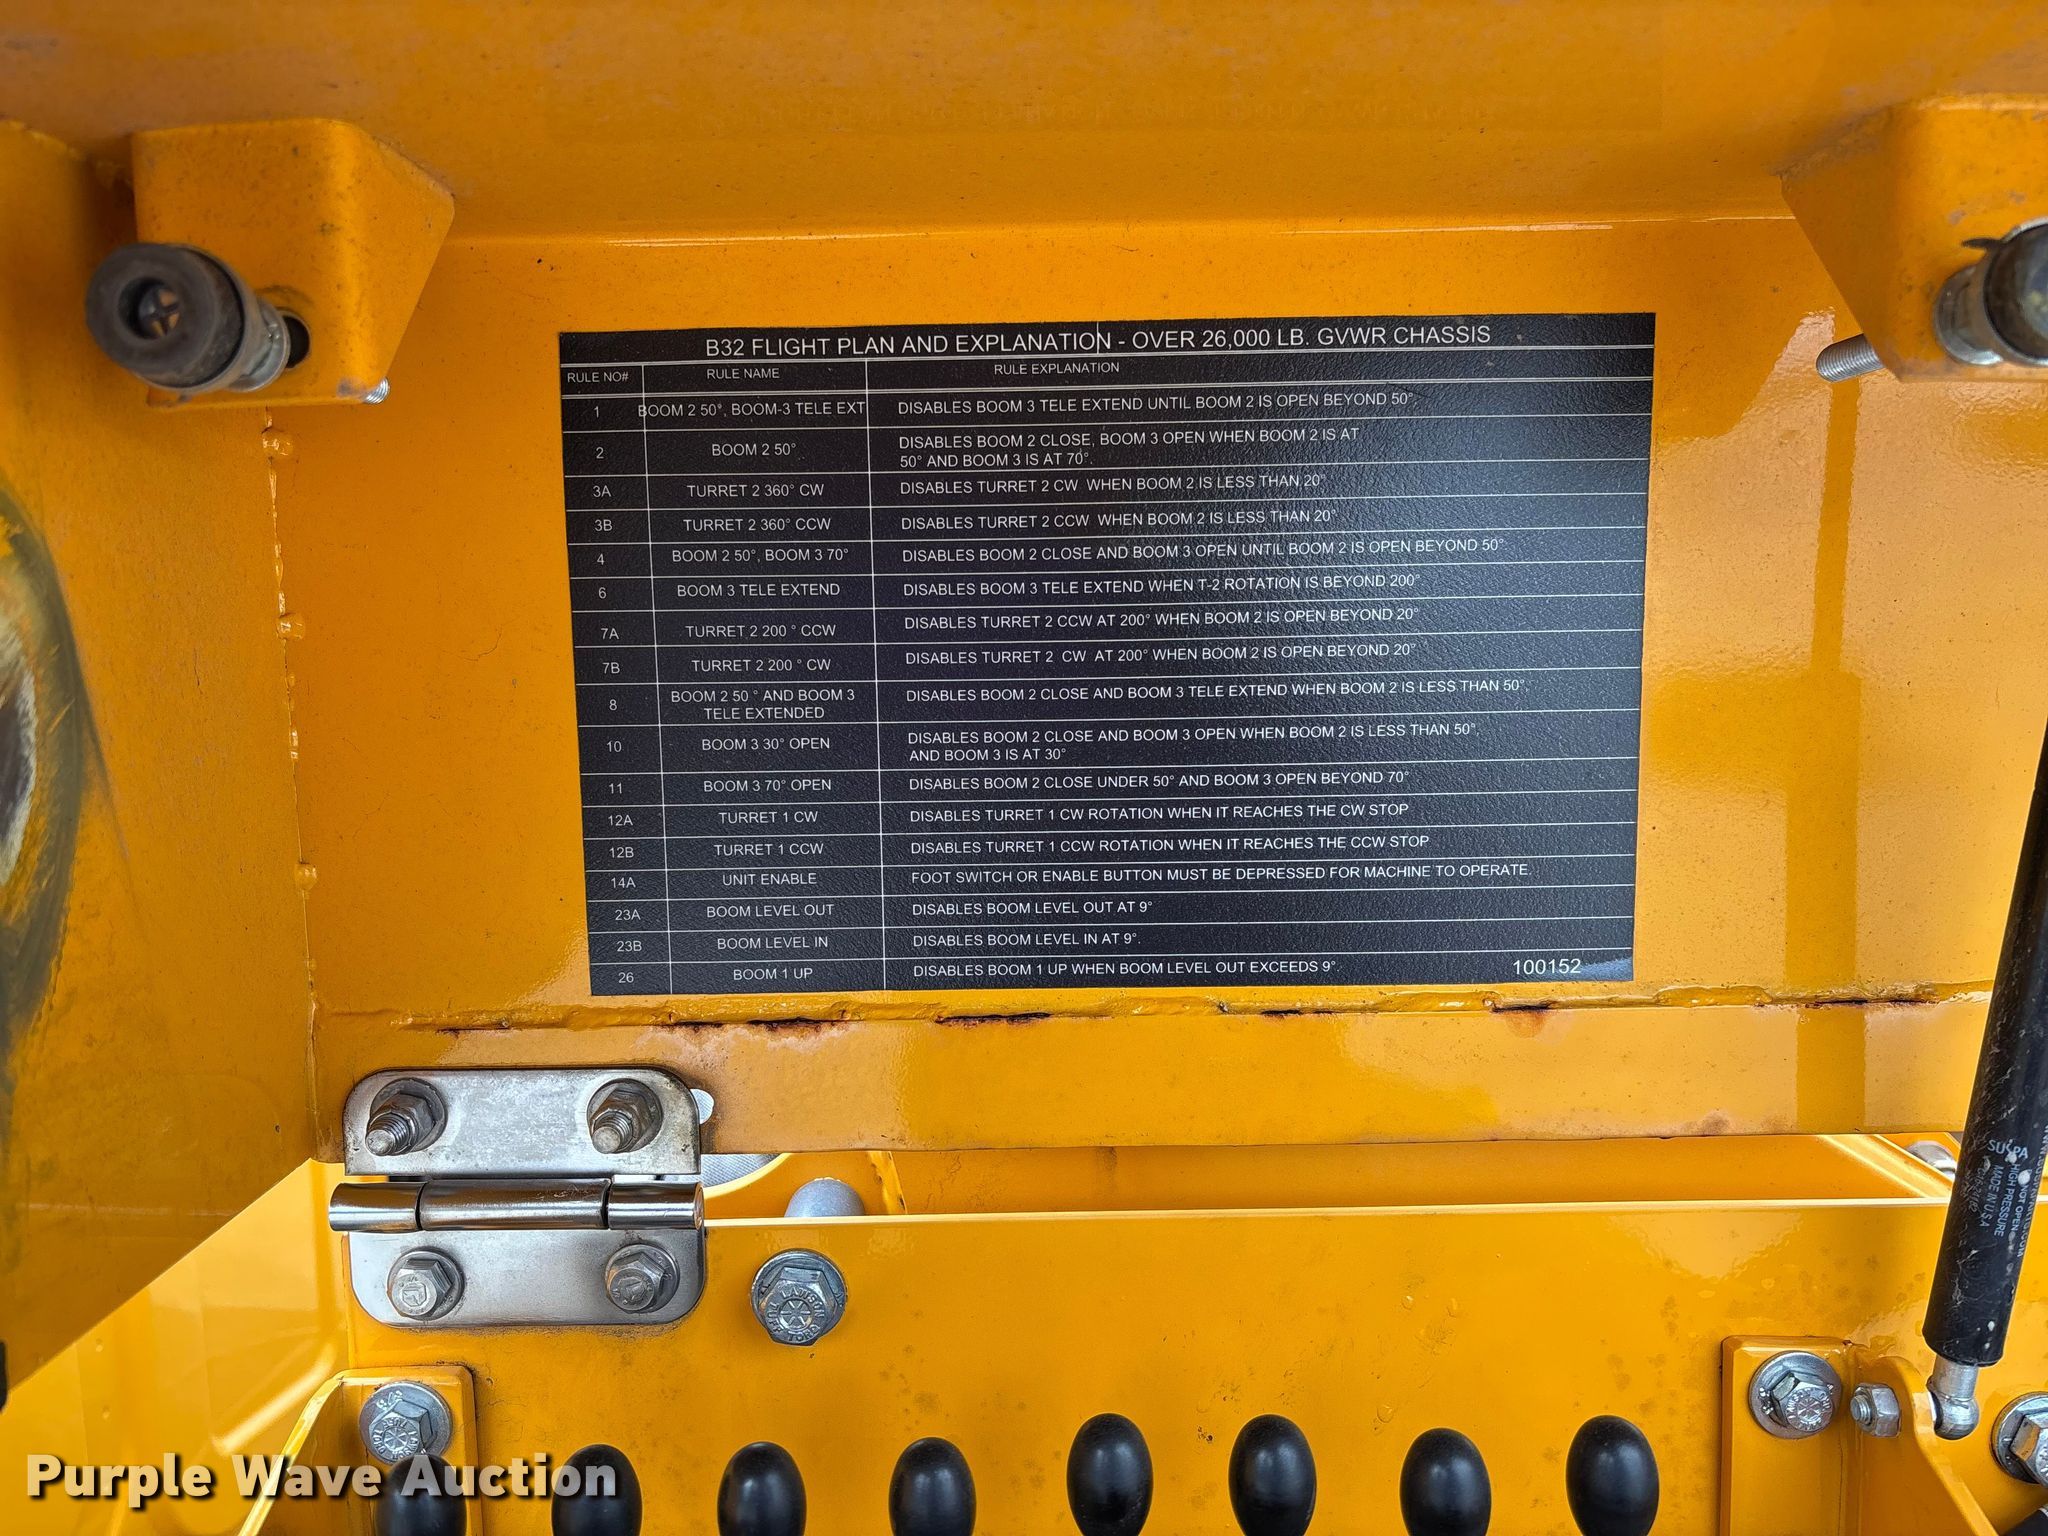 B32 FLIGHT PLAN AND EXPLANATION - OVER 26,000 LB. GVWR CHASSIS
RULE NO# RULE NAME RULE EXPLANATION
1 BOOM 2 50°, BOOM-3 TELE EXT DISABLES BOOM 3 TELE EXTEND UNTIL BOOM 2 IS OPEN BEYOND 50°.
2 BOOM 2 50° DISABLES BOOM 2 CLOSE, BOOM 3 OPEN WHEN BOOM 2 IS AT
50° AND BOOM 3 IS AT 70°.
3A TURRET 2 360° CW DISABLES TURRET 2 CW WHEN BOOM 2 IS LESS THAN 20°
3B TURRET 2 360° CCW DISABLES TURRET 2 CCW WHEN BOOM 2 IS LESS THAN 20°
4 BOOM 2 50°, BOOM 3 70° DISABLES BOOM 2 CLOSE AND BOOM 3 OPEN UNTIL BOOM 2 IS OPEN BEYOND 50°
6 BOOM 3 TELE EXTEND DISABLES BOOM 3 TELE EXTEND WHEN T-2 ROTATION IS BEYOND 200°
7A TURRET 2 200 ° CCW DISABLES TURRET 2 CCW AT 200° WHEN BOOM 2 IS OPEN BEYOND 20°
7B TURRET 2 200 ° CW DISABLES TURRET 2 CW AT 200° WHEN BOOM 2 IS OPEN BEYOND 20°
8 BOOM 2 50 ° AND BOOM 3 DISABLES BOOM 2 CLOSE AND BOOM 3 TELE EXTEND WHEN BOOM 2 IS LESS THAN 50°.
TELE EXTENDED
10 BOOM 3 30° OPEN DISABLES BOOM 2 CLOSE AND BOOM 3 OPEN WHEN BOOM 2 IS LESS THAN 50°,
AND BOOM 3 IS AT 30°
11 BOOM 3 70° OPEN DISABLES BOOM 2 CLOSE UNDER 50° AND BOOM 3 OPEN BEYOND 70°
12A TURRET 1 CW DISABLES TURRET 1 CW ROTATION WHEN IT REACHES THE CW STOP
12B TURRET 1 CCW DISABLES TURRET 1 CCW ROTATION WHEN IT REACHES THE CCW STOP
14A UNIT ENABLE FOOT SWITCH OR ENABLE BUTTON MUST BE DEPRESSED FOR MACHINE TO OPERATE.
23A BOOM LEVEL OUT DISABLES BOOM LEVEL OUT AT 9°
23B BOOM LEVEL IN DISABLES BOOM LEVEL IN AT 9°.
26 BOOM 1 UP DISABLES BOOM 1 UP WHEN BOOM LEVEL OUT EXCEEDS 9°.
100152
SUSPA
HIGH PRESSURE
MADE IN U.S.A
Purple Wave Auction